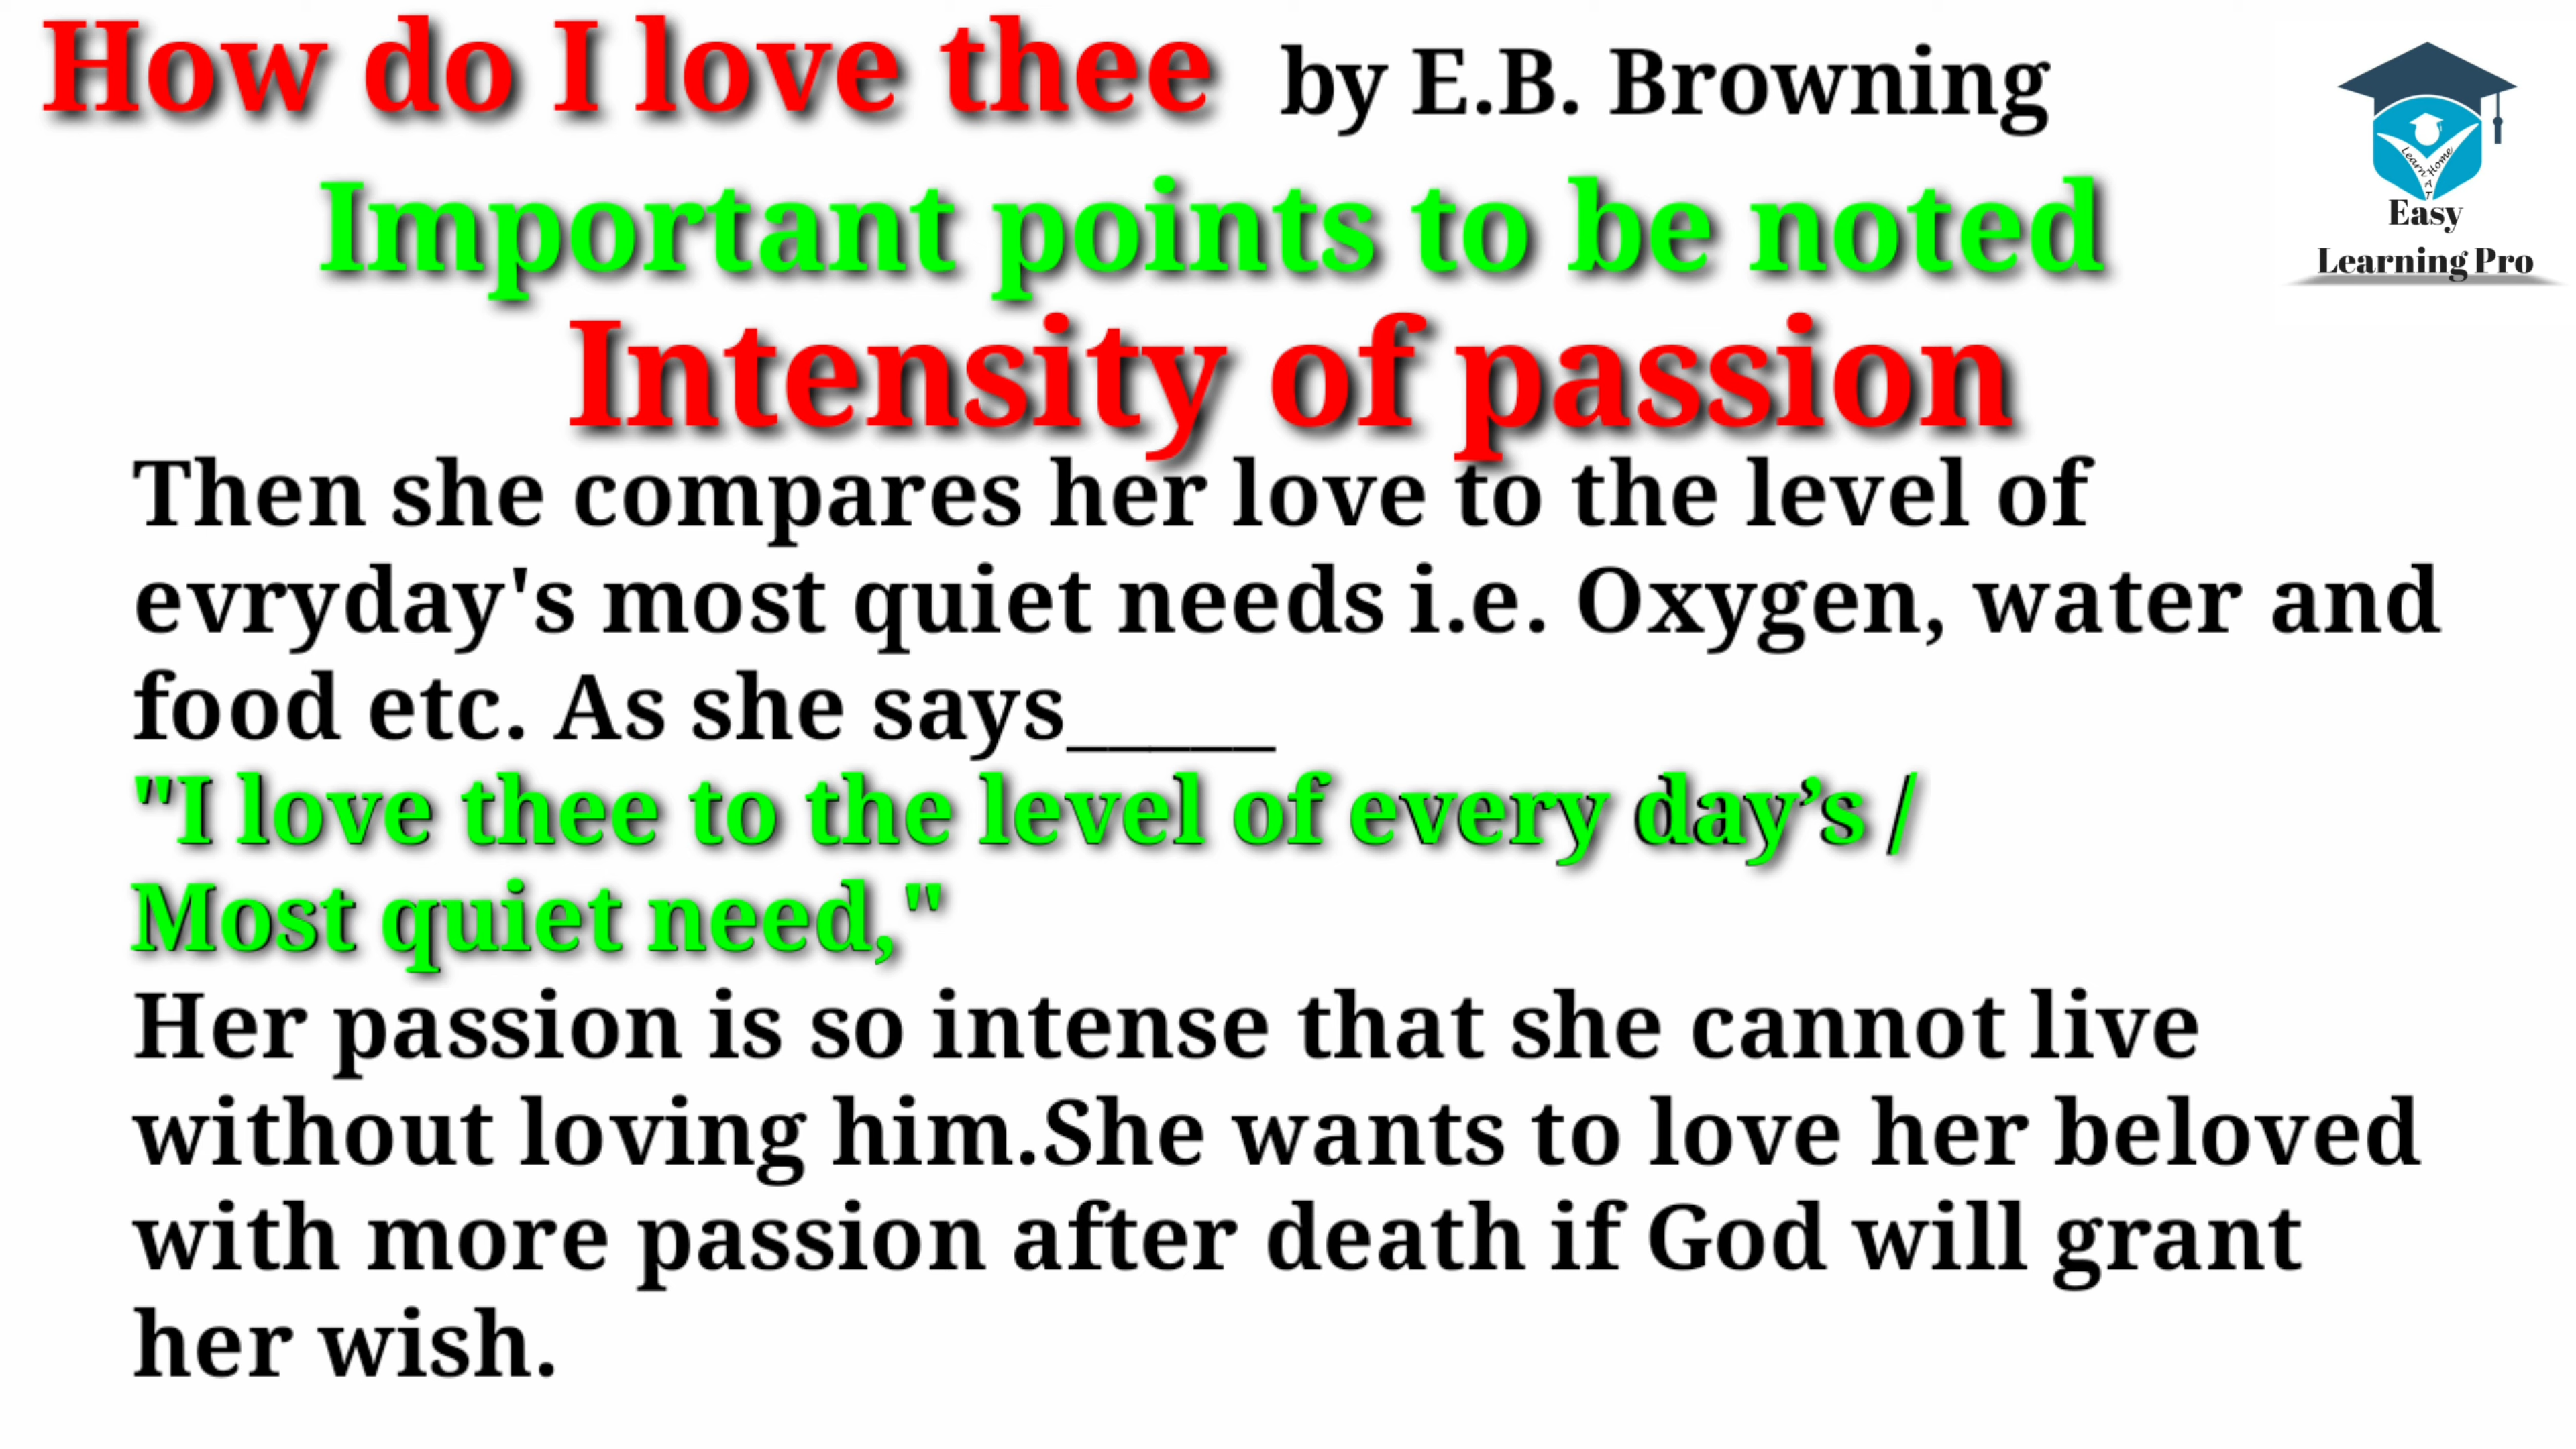 How do I love thee by E.B. Browning
Important points to be noted
Intensity of passion
Then she compares her love to the level of
evryday's most quiet needs i.e. Oxygen, water and
food etc. As she says_____
"I love thee to the level of every day’s /
Most quiet need,"
Her passion is so intense that she cannot live
without loving him.She wants to love her beloved
with more passion after death if God will grant
her wish.
Learn AT Home
Easy
Learning Pro